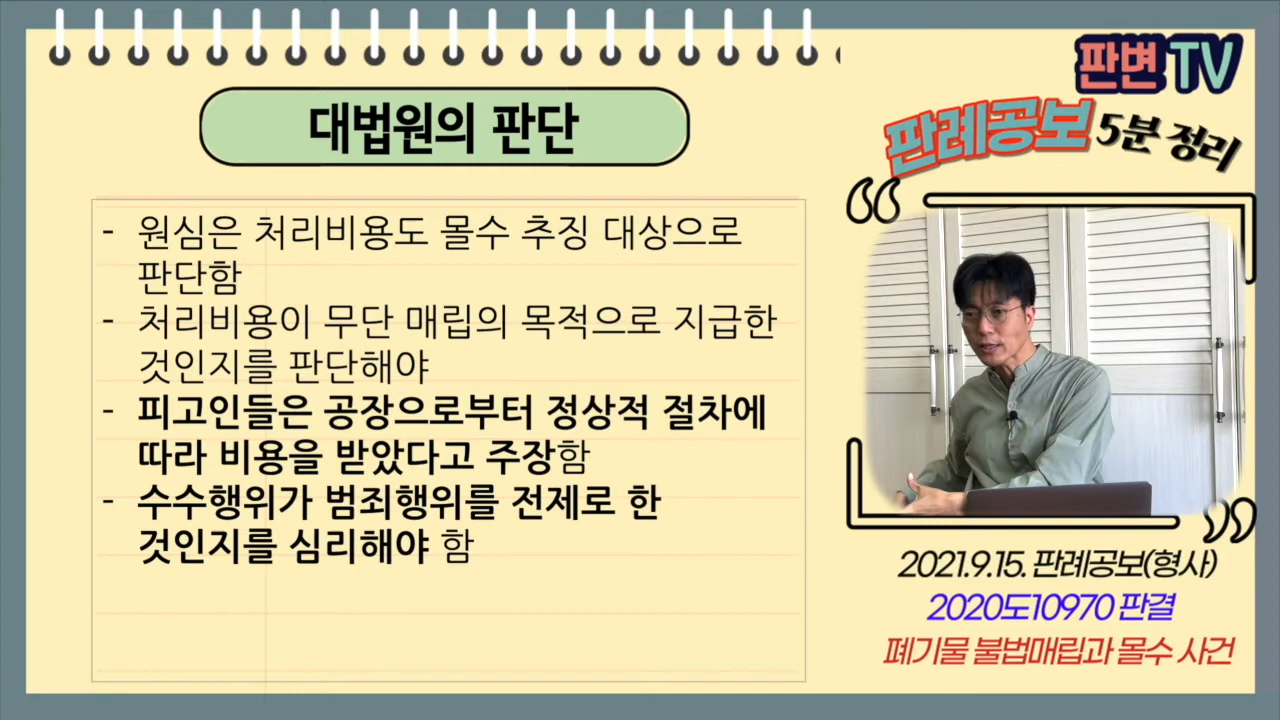 판변 TV
판례공보 5분 정리
대법원의 판단
- 원심은 처리비용도 몰수 추징 대상으로
판단함
- 처리비용이 무단 매립의 목적으로 지급한
것인지를 판단해야
- 피고인들은 공장으로부터 정상적 절차에
따라 비용을 받았다고 주장함
- 수수행위가 범죄행위를 전제로 한
것인지를 심리해야 함
2021.9.15. 판례공보(형사)
2020도10970 판결
폐기물 불법매립과 몰수 사건